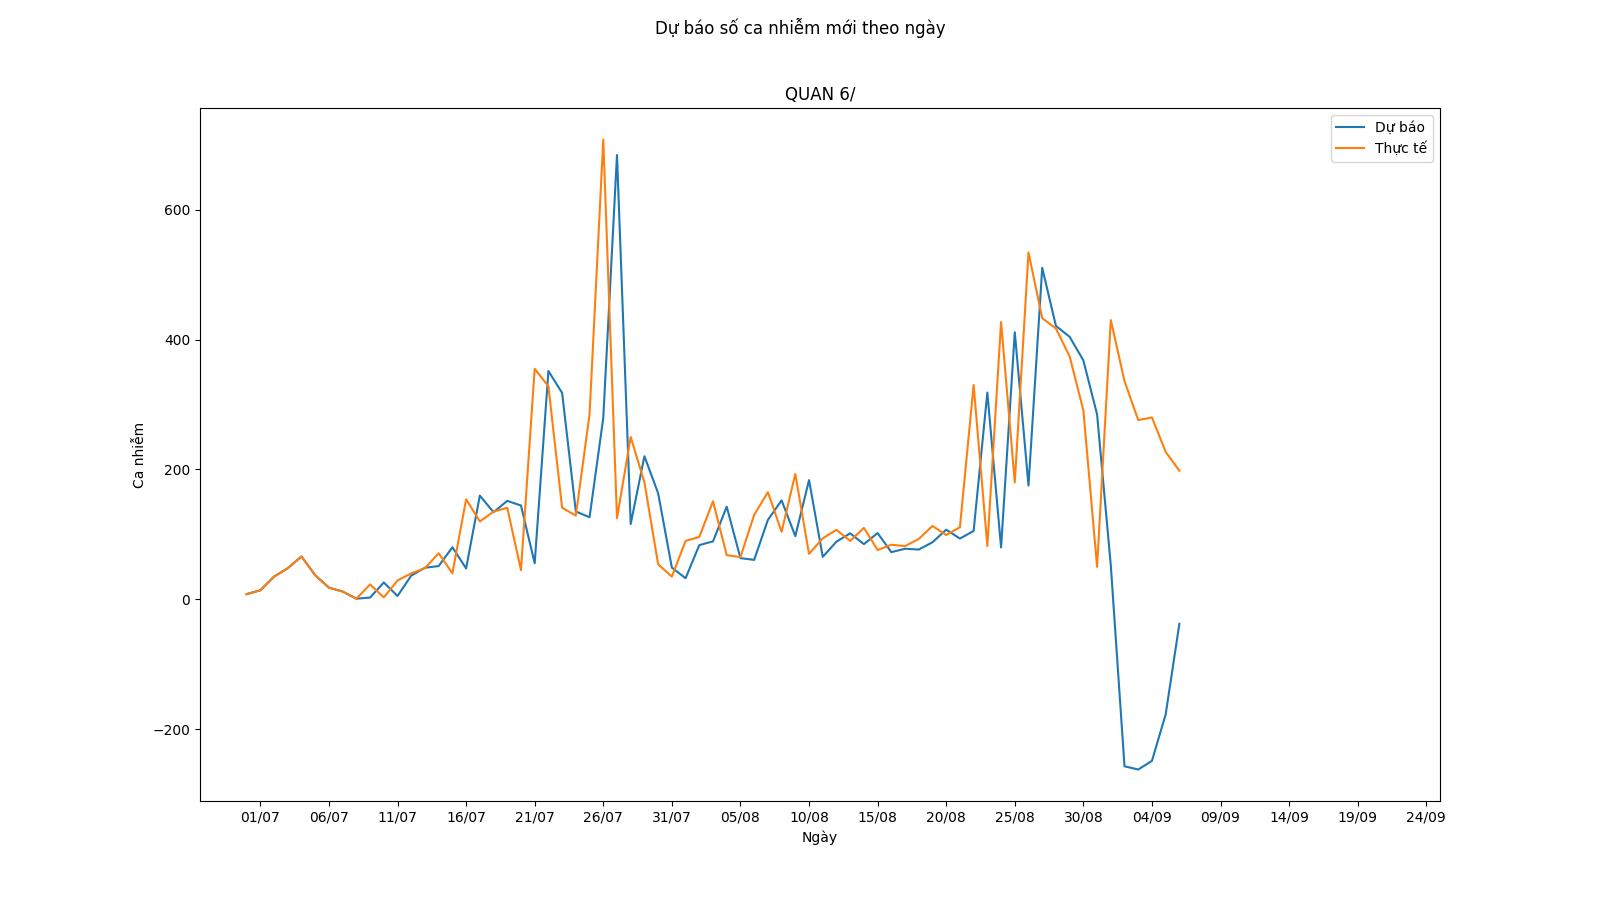 Dự báo số ca nhiễm mới theo ngày
QUAN 6/
Dự báo
Thực tế
600
400
200
0
−200
Ca nhiễm
01/07 06/07 11/07 16/07 21/07 26/07 31/07 05/08 10/08 15/08 20/08 25/08 30/08 04/09 09/09 14/09 19/09 24/09
Ngày